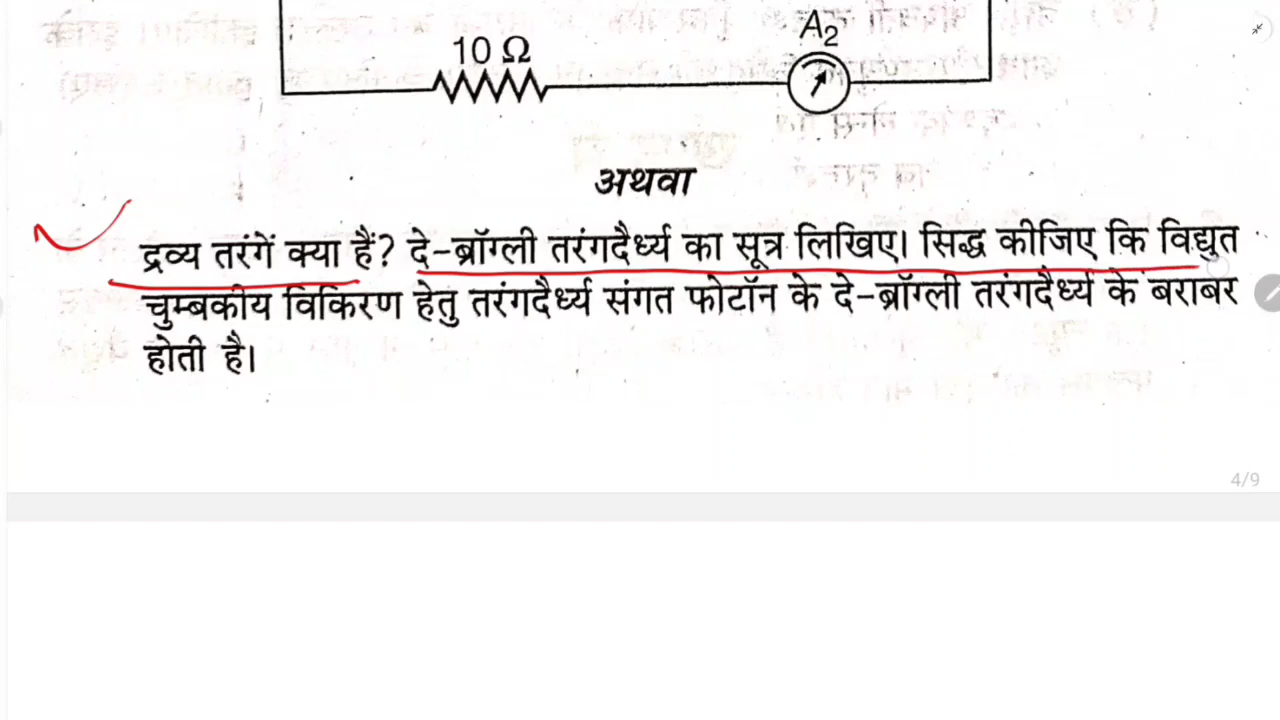 A₂
10 Ω
अथवा
द्रव्य तरंगें क्या हैं? दे-ब्रॉग्ली तरंगदैर्ध्य का सूत्र लिखिए। सिद्ध कीजिए कि विद्युत
चुम्बकीय विकिरण हेतु तरंगदैर्ध्य संगत फोटॉन के दे-ब्रॉग्ली तरंगदैर्ध्य के बराबर
होती है।
4/9